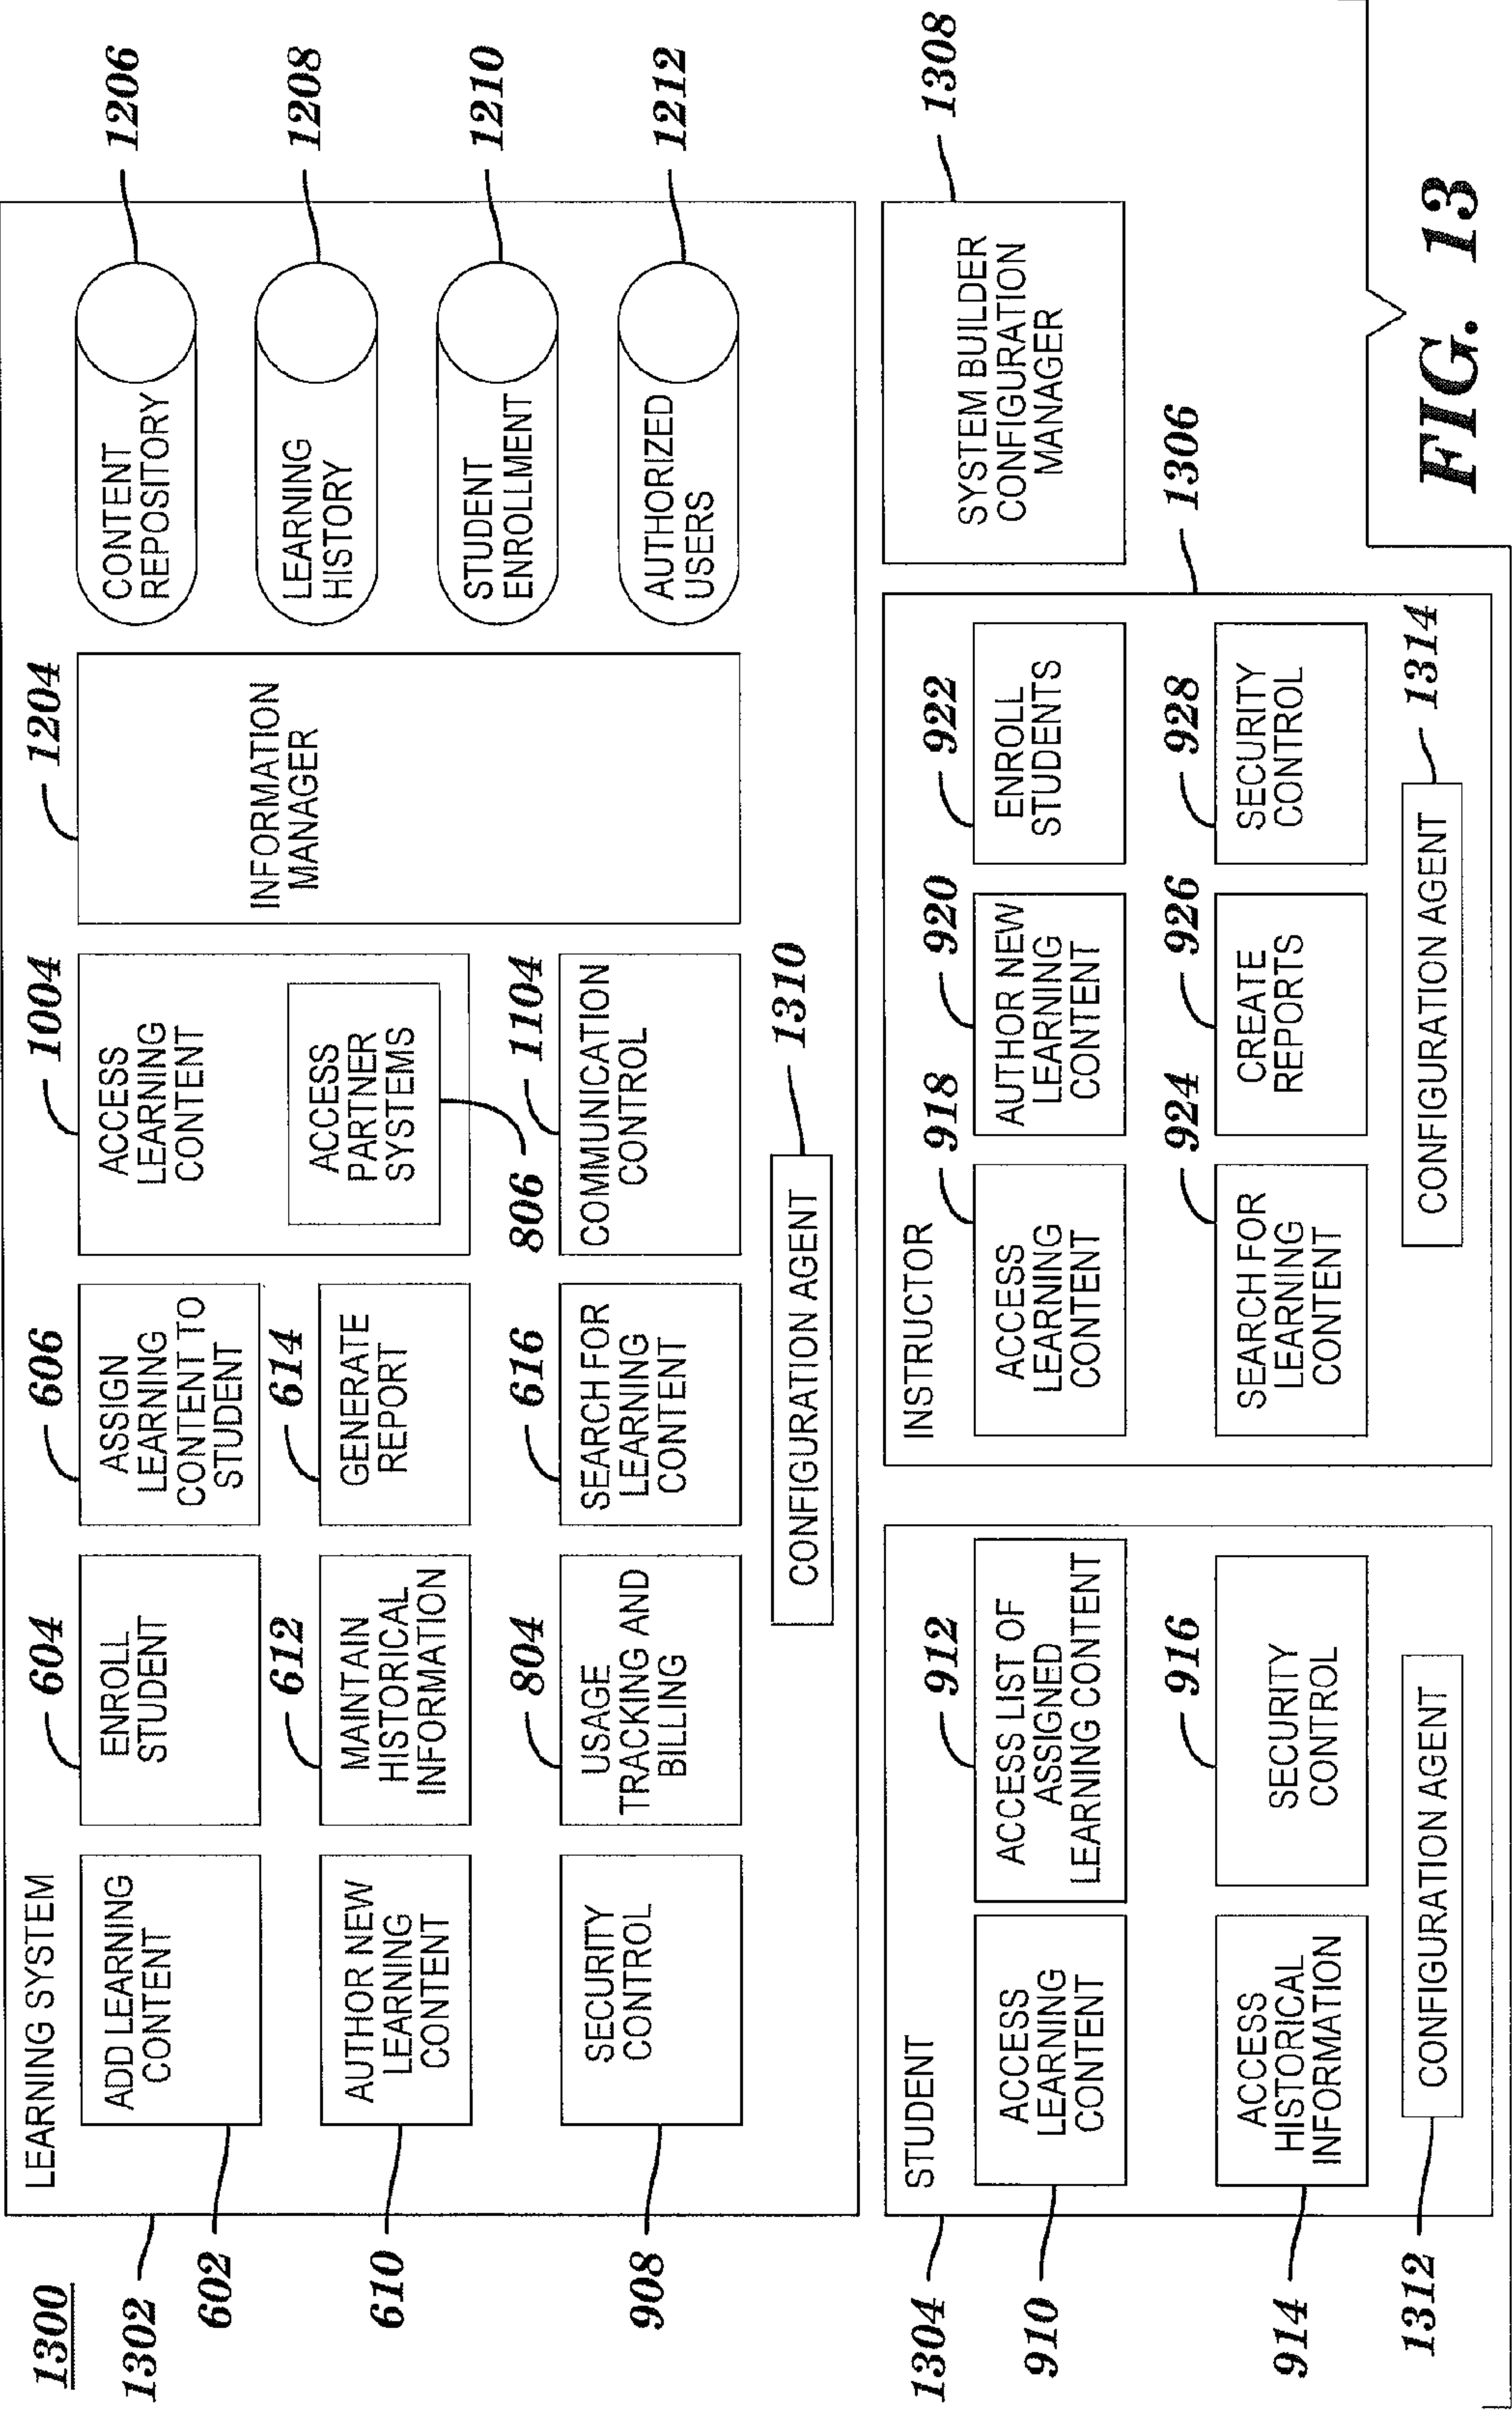 1300
1302
LEARNING SYSTEM
602
ADD LEARNING
CONTENT
604
ENROLL
STUDENT
606
ASSIGN
LEARNING
CONTENT TO
STUDENT
1004
ACCESS
LEARNING
CONTENT
ACCESS
PARTNER
SYSTEMS
806
1204
INFORMATION
MANAGER
CONTENT
REPOSITORY
1206
LEARNING
HISTORY
1208
STUDENT
ENROLLMENT
1210
AUTHORIZED
USERS
1212
610
AUTHOR NEW
LEARNING
CONTENT
612
MAINTAIN
HISTORICAL
INFORMATION
614
GENERATE
REPORT
908
SECURITY
CONTROL
804
USAGE
TRACKING AND
BILLING
616
SEARCH FOR
LEARNING
CONTENT
1104
COMMUNICATION
CONTROL
CONFIGURATION AGENT
1310
1304
STUDENT
910
ACCESS
LEARNING
CONTENT
912
ACCESS LIST OF
ASSIGNED
LEARNING CONTENT
914
ACCESS
HISTORICAL
INFORMATION
916
SECURITY
CONTROL
1312
CONFIGURATION AGENT
INSTRUCTOR
1306
918
ACCESS
LEARNING
CONTENT
920
AUTHOR NEW
LEARNING
CONTENT
922
ENROLL
STUDENTS
924
SEARCH FOR
LEARNING
CONTENT
926
CREATE
REPORTS
928
SECURITY
CONTROL
CONFIGURATION AGENT
1314
SYSTEM BUILDER
CONFIGURATION
MANAGER
1308
FIG. 13